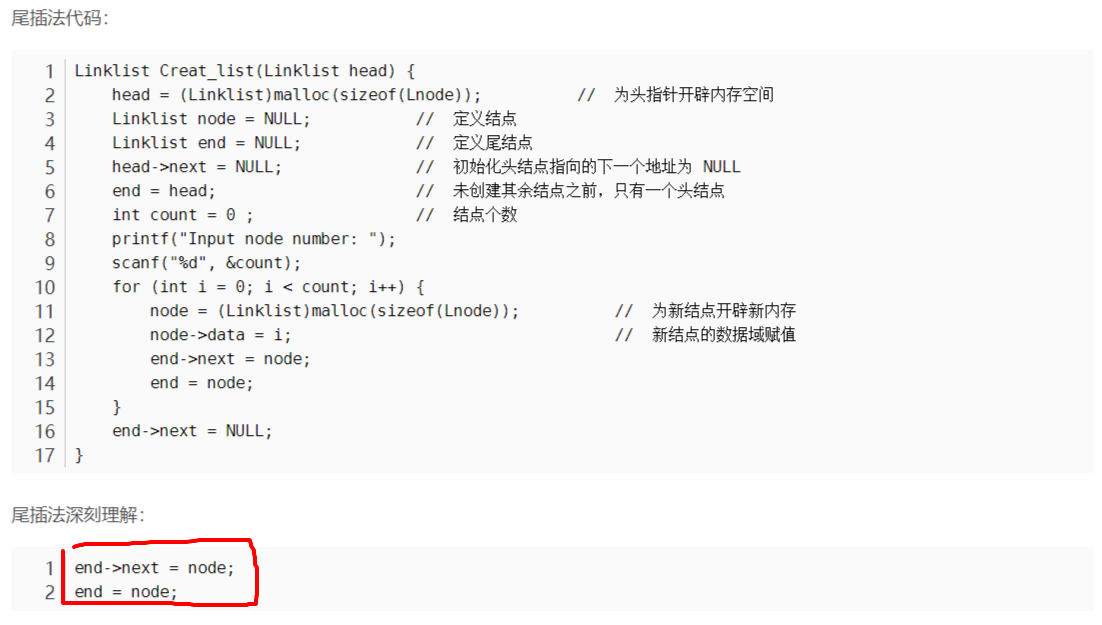 尾插法代码：
1 Linklist Creat_list(Linklist head) {
2     head = (Linklist)malloc(sizeof(Lnode));          //  为头指针开辟内存空间
3     Linklist node = NULL;           //  定义结点
4     Linklist end = NULL;            //  定义尾结点
5     head->next = NULL;              //  初始化头结点指向的下一个地址为 NULL
6     end = head;                     //  未创建其余结点之前，只有一个头结点
7     int count = 0 ;                 //  结点个数
8     printf("Input node number: ");
9     scanf("%d", &count);
10     for (int i = 0; i < count; i++) {
11         node = (Linklist)malloc(sizeof(Lnode));          //  为新结点开辟新内存
12         node->data = i;                                  //  新结点的数据域赋值
13         end->next = node;
14         end = node;
15     }
16     end->next = NULL;
17 }
尾插法深刻理解：
1 end->next = node;
2 end = node;